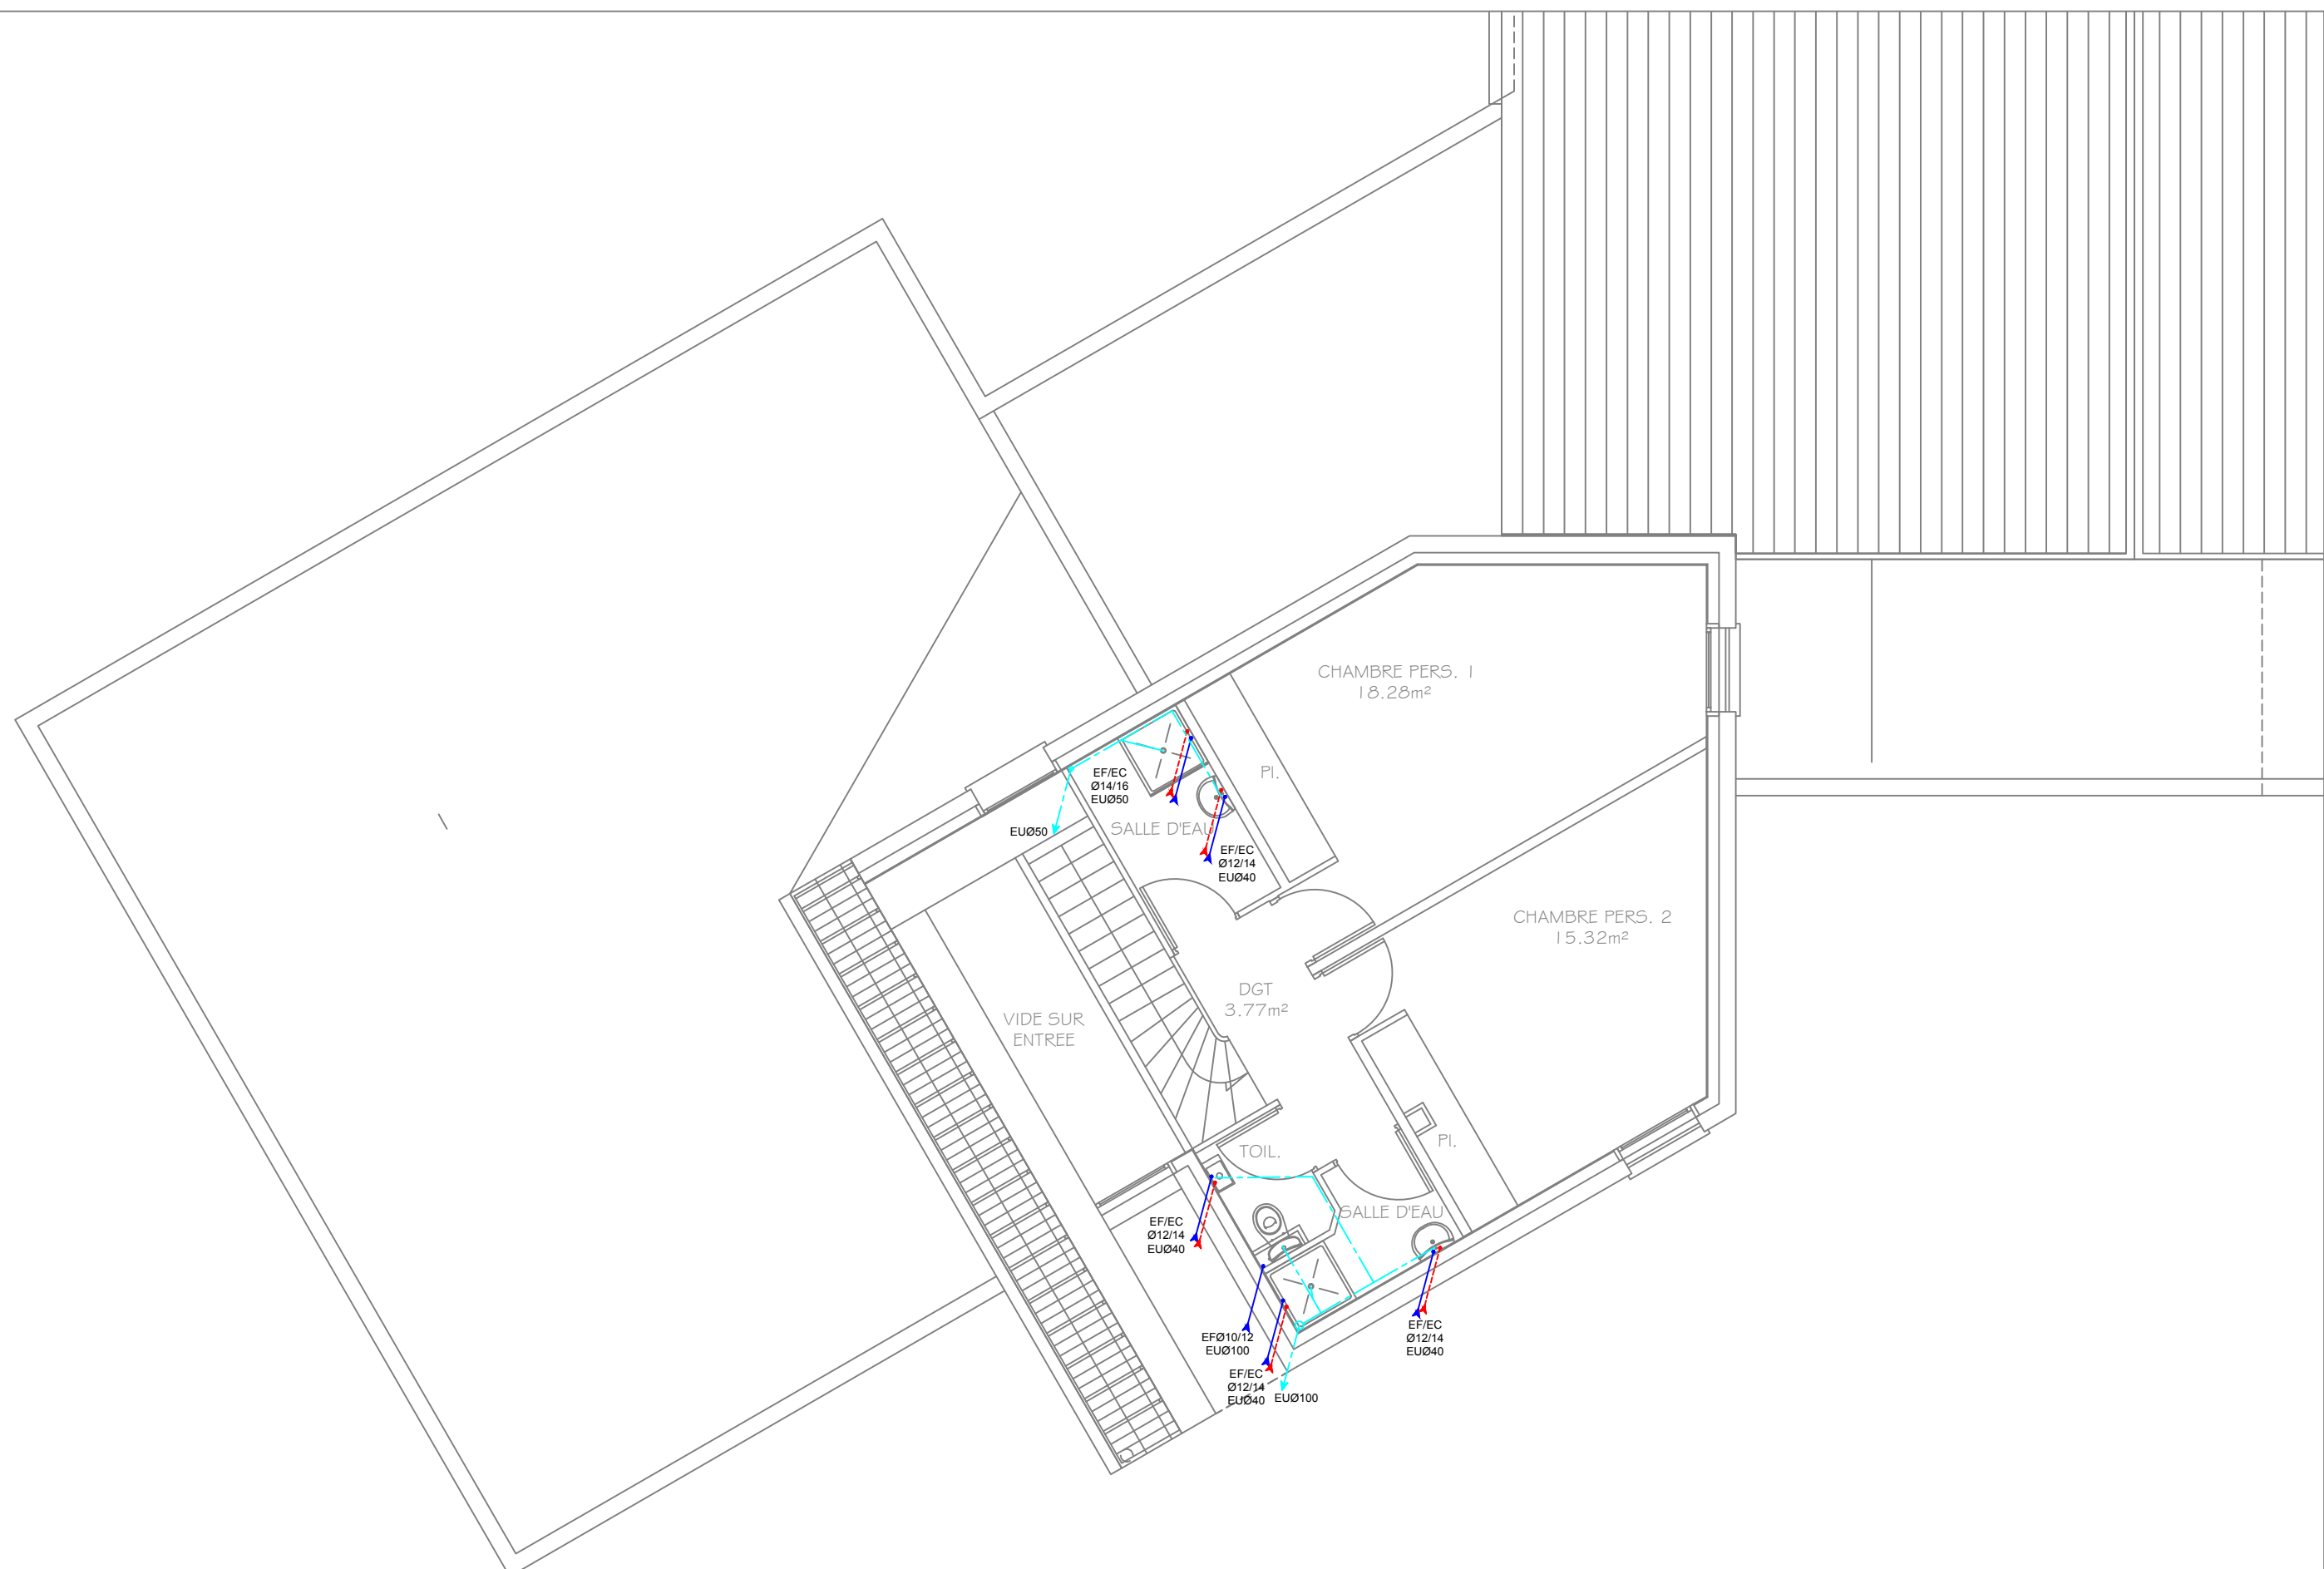 CHAMBRE PERS. 1
18.28m²
EF/EC
Ø14/16
EUØ50
PI.
EUØ50
SALLE D'EAU
EF/EC
Ø12/14
EUØ40
CHAMBRE PERS. 2
15.32m²
DGT
3.77m²
VIDE SUR
ENTREE
TOIL.
PI.
SALLE D'EAU
EF/EC
Ø12/14
EUØ40
EFØ10/12
EUØ100
EF/EC
Ø12/14
EUØ40
EF/EC
Ø12/14
EUØ40
EUØ100